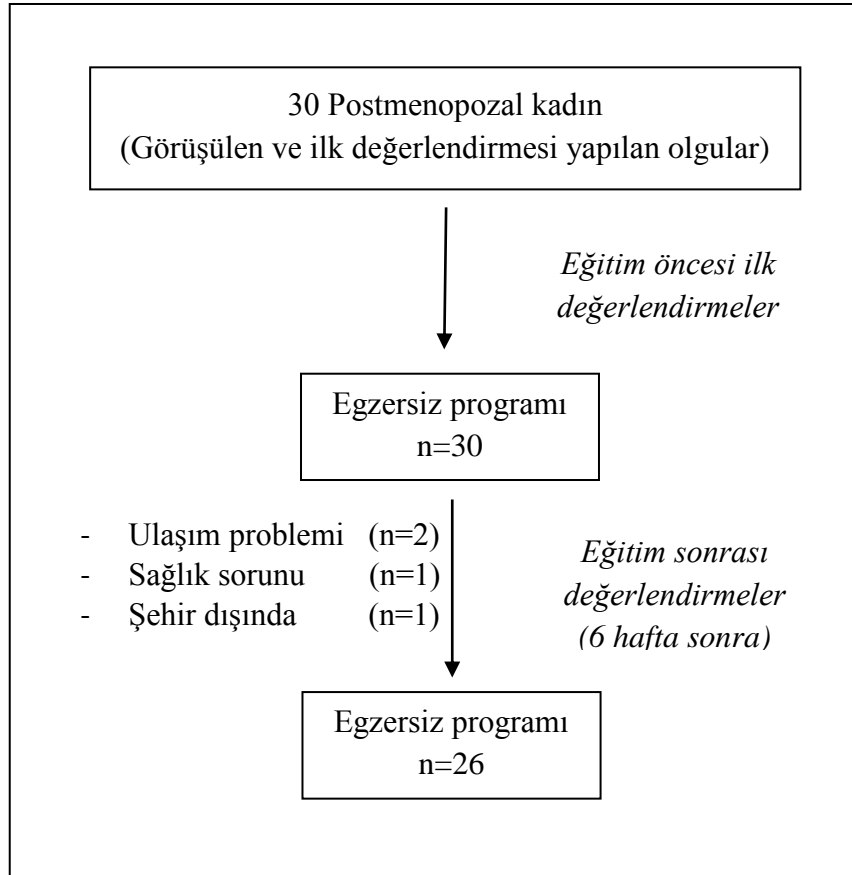 30 Postmenopozal kadın
(Görüşülen ve ilk değerlendirmesi yapılan olgular)
Eğitim öncesi ilk
değerlendirmeler
Egzersiz programı
n=30
- Ulaşım problemi (n=2)
- Sağlık sorunu (n=1)
- Şehir dışında (n=1)
Eğitim sonrası
değerlendirmeler
(6 hafta sonra)
Egzersiz programı
n=26